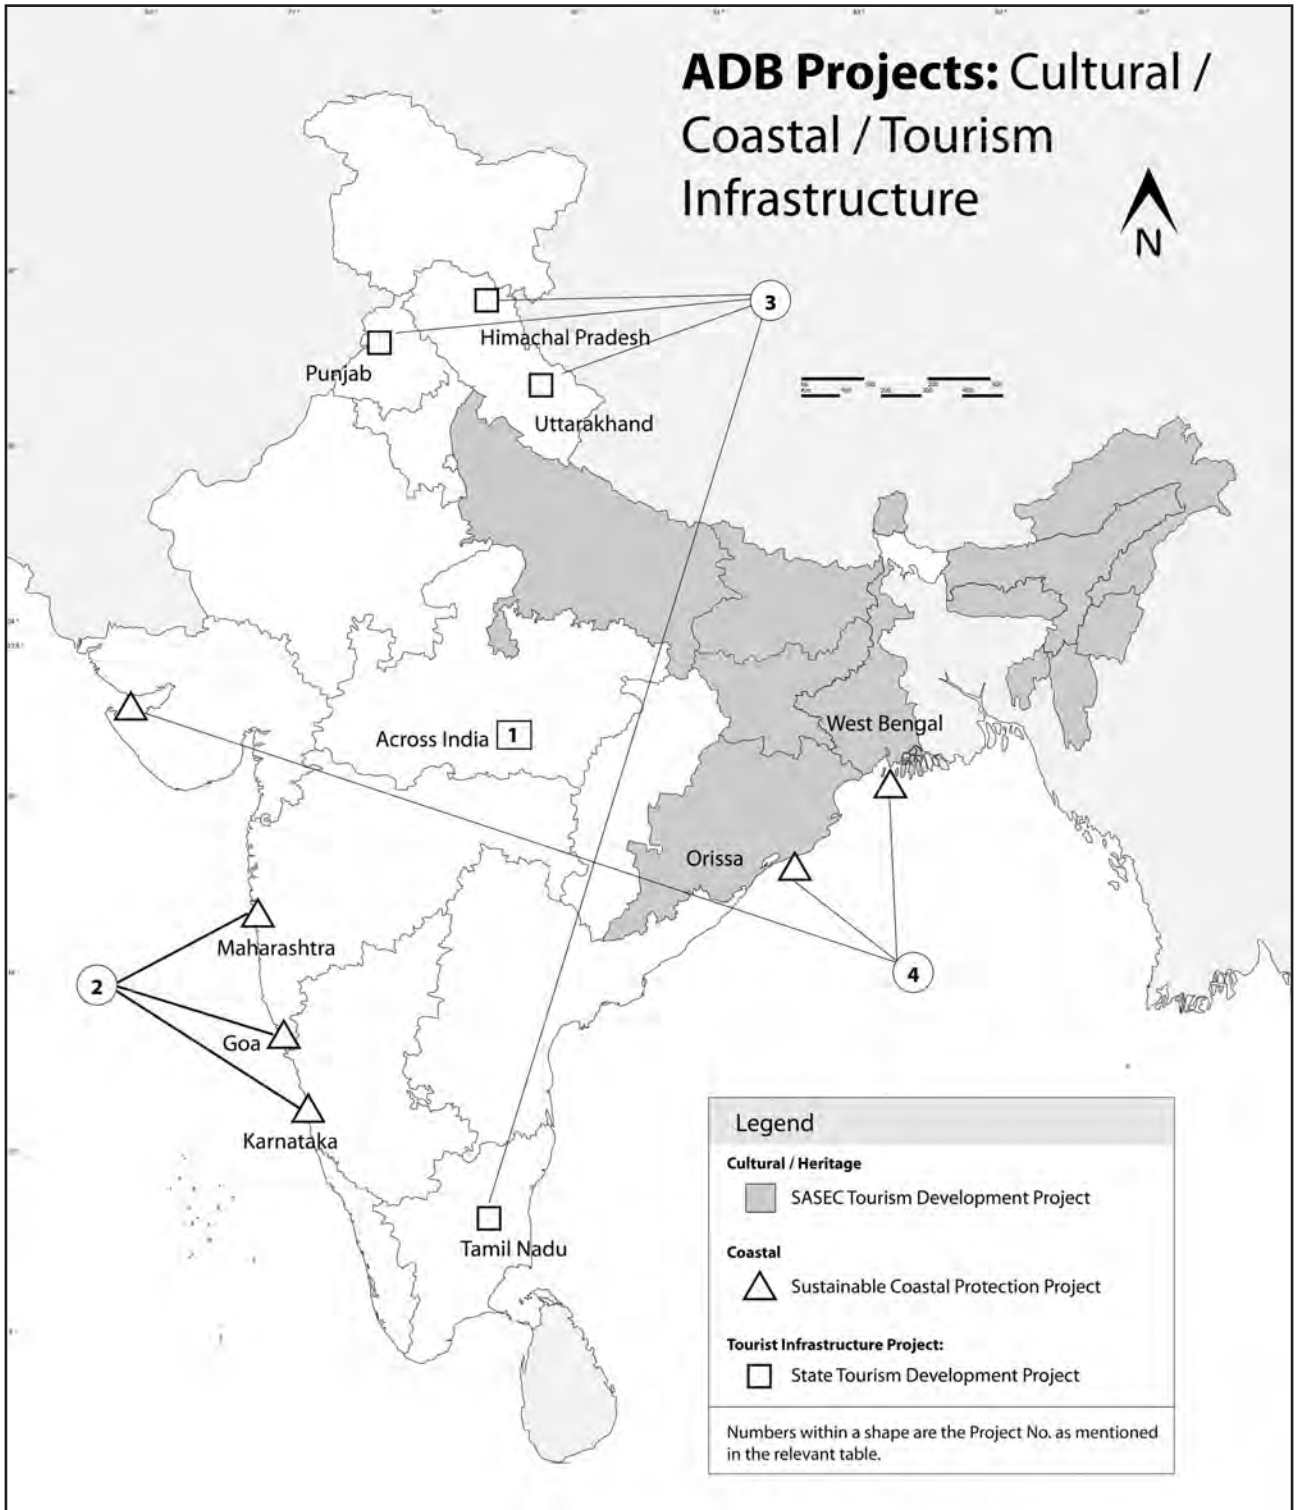 ADB Projects: Cultural /
Coastal / Tourism
Infrastructure
N
3
Himachal Pradesh
Punjab
Uttarakhand
West Bengal
Across India 1
Orissa
Maharashtra
2
4
Goa
Karnataka
Tamil Nadu
Legend
Cultural / Heritage
SASEC Tourism Development Project
Coastal
Sustainable Coastal Protection Project
Tourist Infrastructure Project:
State Tourism Development Project
Numbers within a shape are the Project No. as mentioned
in the relevant table.